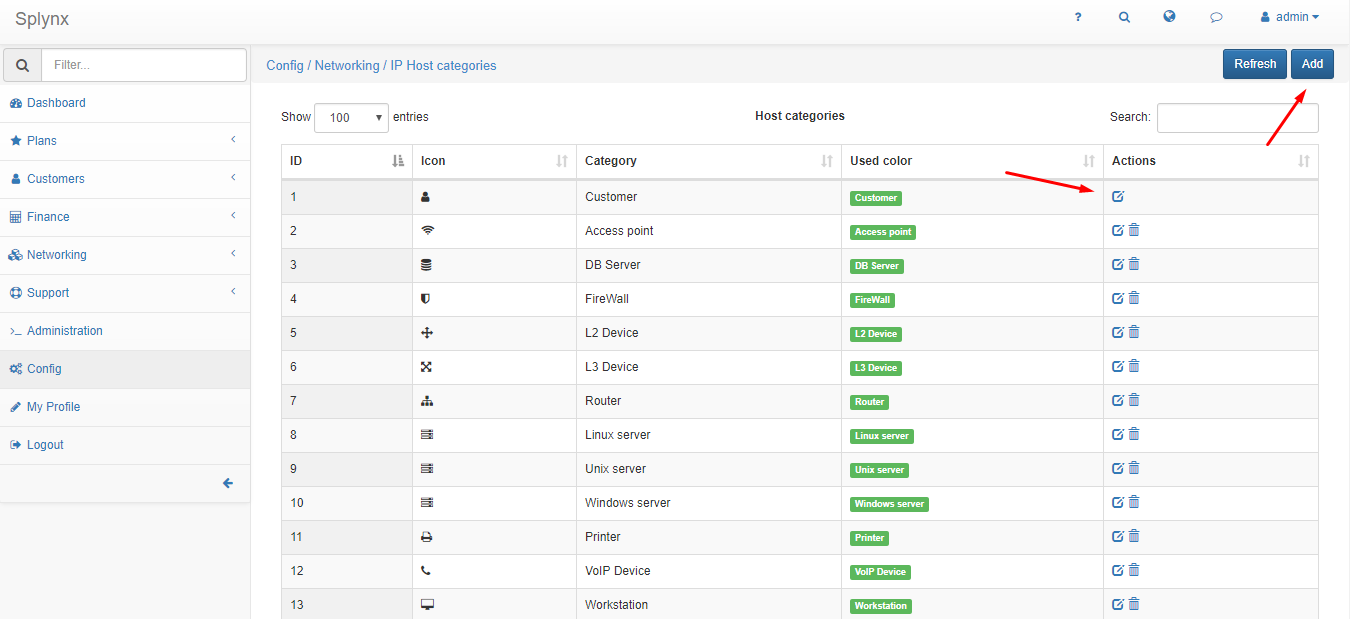 Splynx
? admin
Filter...
Config / Networking / IP Host categories
Refresh Add
Dashboard
Plans
Customers
Finance
Networking
Support
Administration
Config
My Profile
Logout
Show 100 entries
Host categories
Search:
ID Icon Category Used color Actions
1 Customer Customer
2 Access point Access point
3 DB Server DB Server
4 FireWall FireWall
5 L2 Device L2 Device
6 L3 Device L3 Device
7 Router Router
8 Linux server Linux server
9 Unix server Unix server
10 Windows server Windows server
11 Printer Printer
12 VoIP Device VoIP Device
13 Workstation Workstation